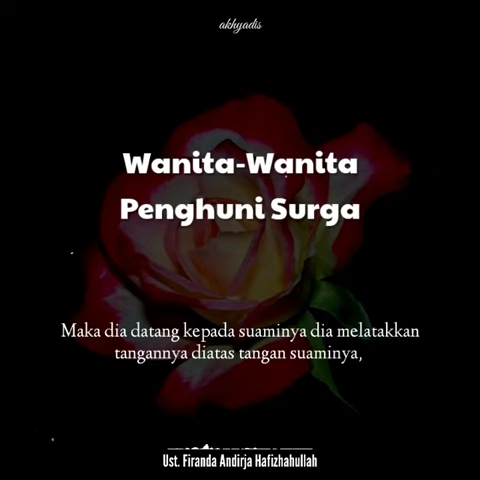 akhyadis
Wanita-Wanita
Penghuni Surga
Maka dia datang kepada suaminya dia melatakkan
tangannya diatas tangan suaminya,
Ust. Firanda Andirja Hafizhahullah